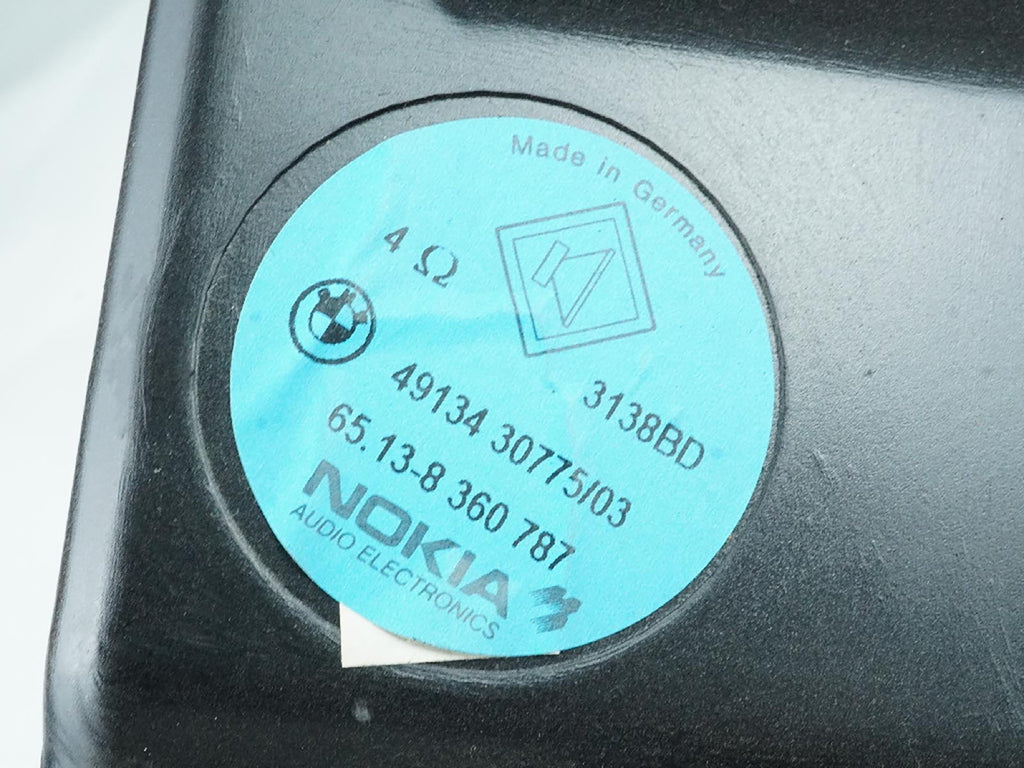 Made in Germany
4 Ω
3138BD
49134 30775/03
65.13-8 360 787
NOKIA
AUDIO ELECTRONICS